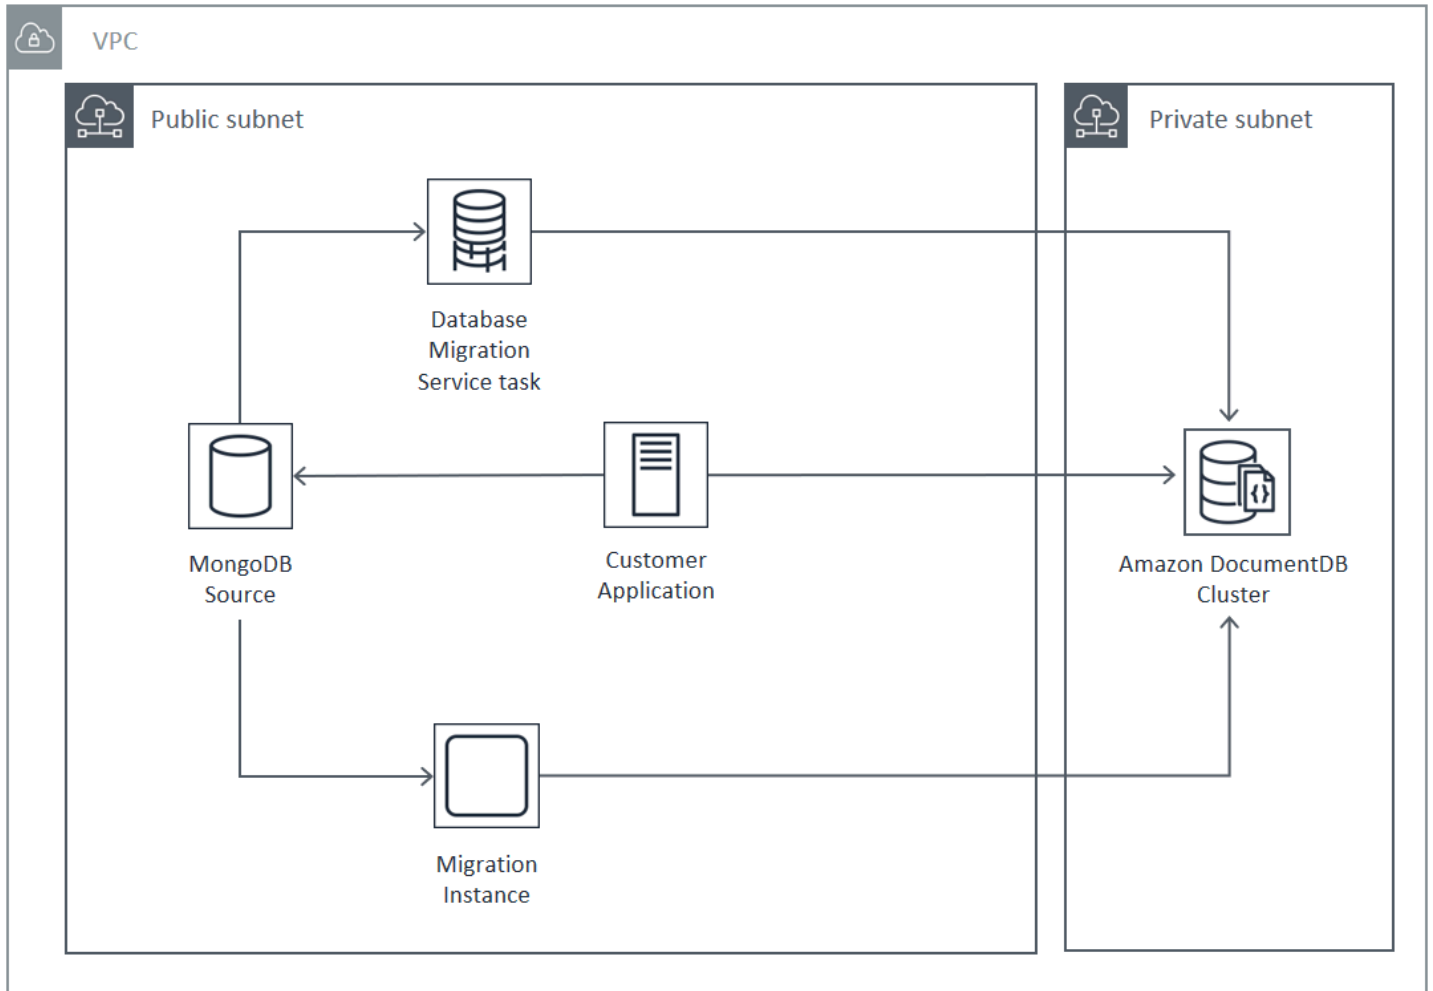 VPC
Public subnet
Private subnet
Database
Migration
Service task
MongoDB
Source
Customer
Application
Amazon DocumentDB
Cluster
{}
Migration
Instance